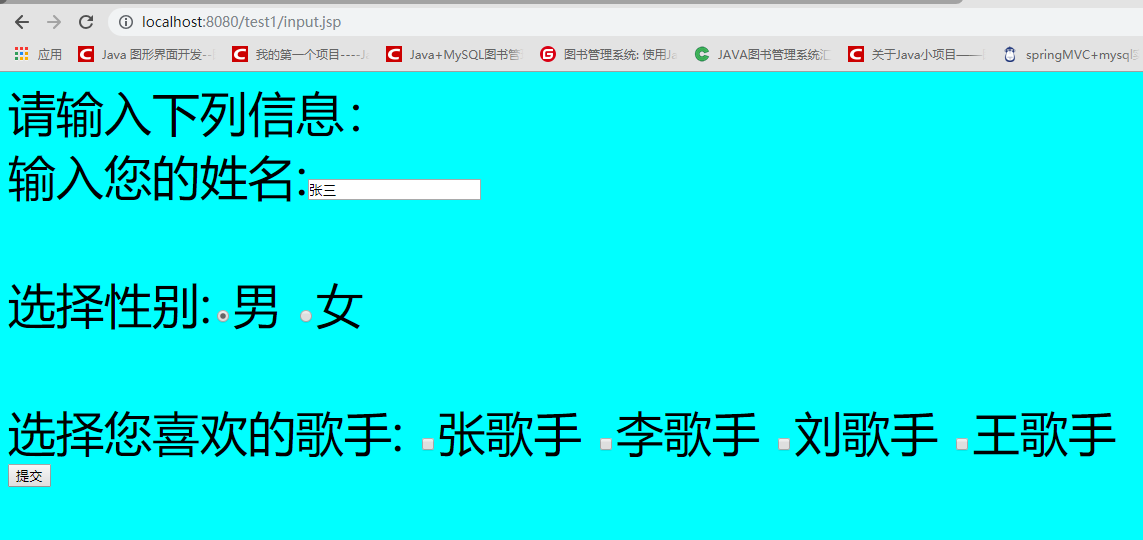 localhost:8080/test1/input.jsp
应用 Java 图形界面开发-- 我的第一个项目----J Java+MySQL图书管 图书管理系统: 使用Ja JAVA图书管理系统汇 关于Java小项目—— springMVC+mysql
请输入下列信息：
输入您的姓名:张三
选择性别: 男 女
选择您喜欢的歌手: 张歌手 李歌手 刘歌手 王歌手
提交